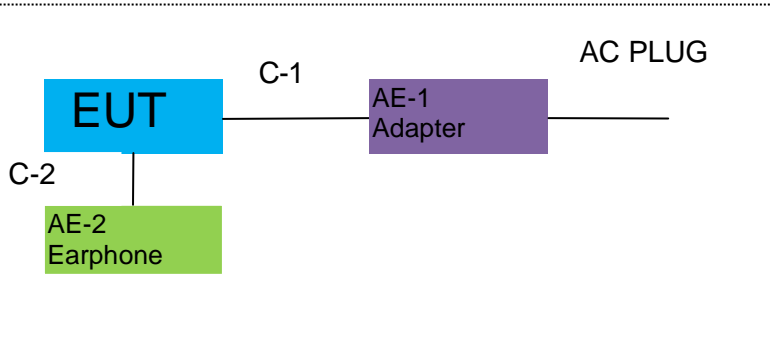 AC PLUG
C-1
EUT
AE-1
Adapter
C-2
AE-2
Earphone